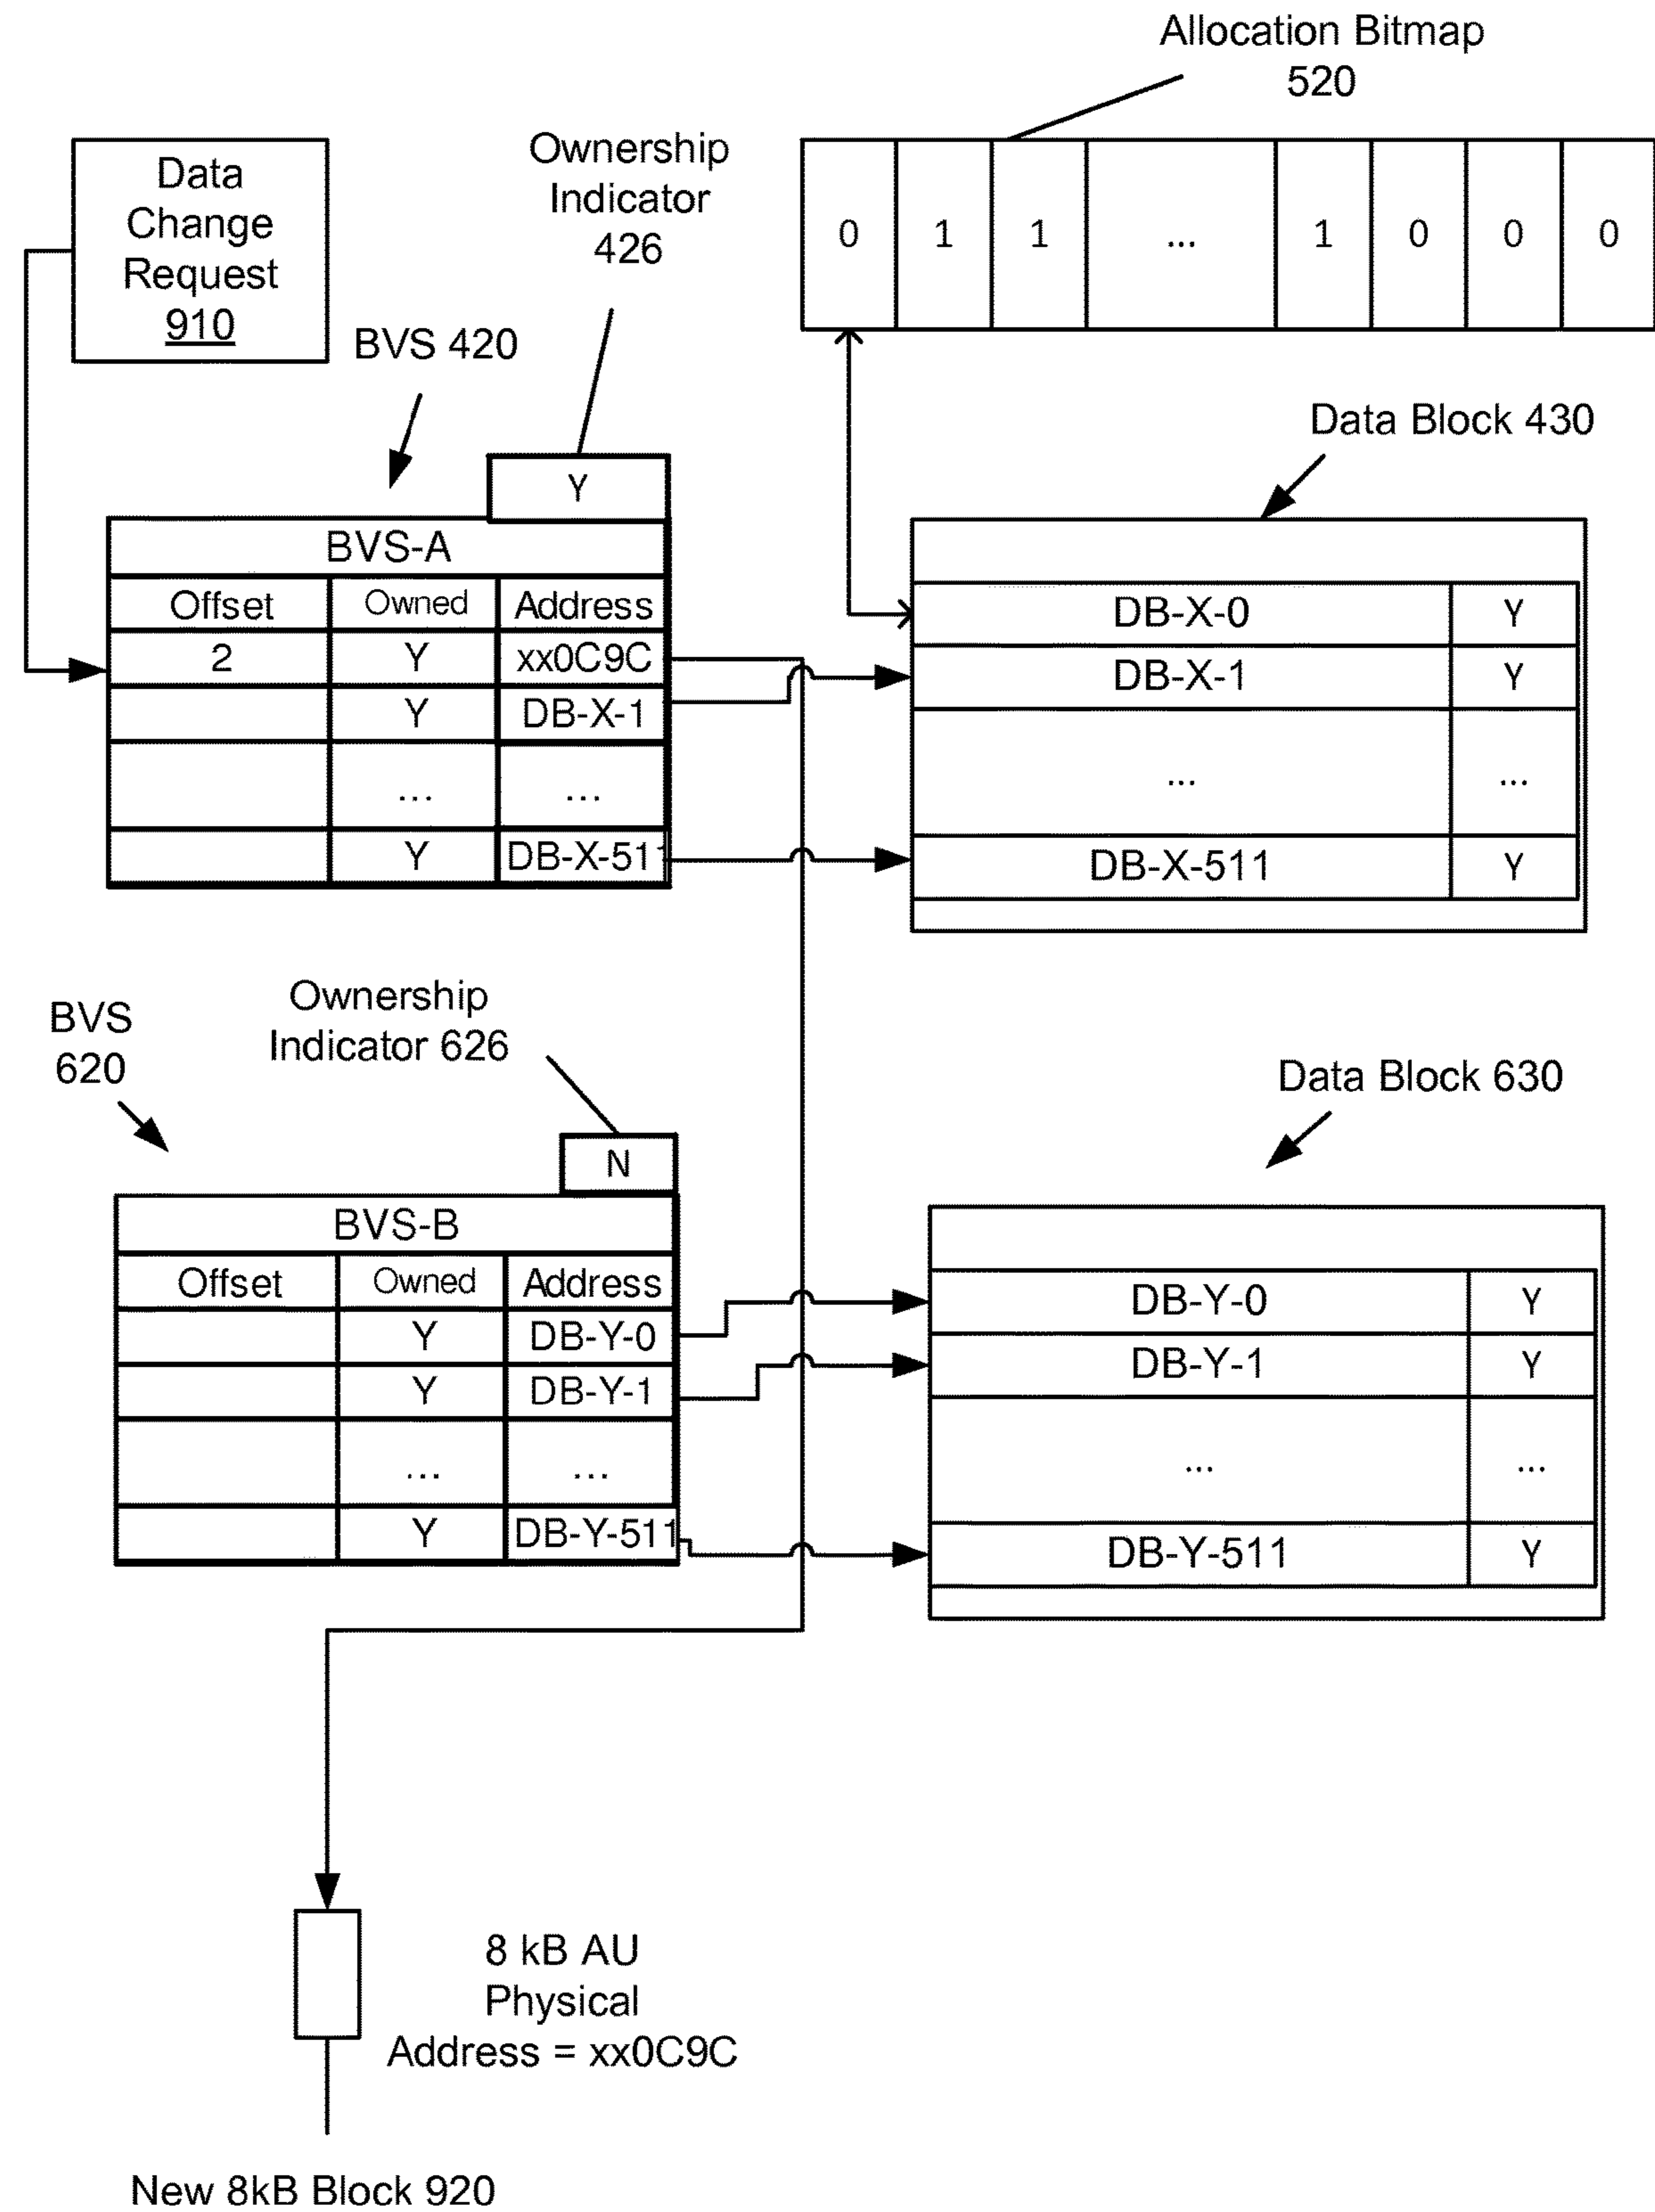 Allocation Bitmap
520
Data
Change
Request
910
Ownership
Indicator
426
0 1 1 ... 1 0 0 0
BVS 420
Data Block 430
Y
BVS-A
Offset Owned Address
2 Y xx0C9C
Y DB-X-1
... ...
Y DB-X-511
DB-X-0 Y
DB-X-1 Y
... ...
DB-X-511 Y
BVS
620
Ownership
Indicator 626
Data Block 630
N
BVS-B
Offset Owned Address
Y DB-Y-0
Y DB-Y-1
... ...
Y DB-Y-511
DB-Y-0 Y
DB-Y-1 Y
... ...
DB-Y-511 Y
8 kB AU
Physical
Address = xx0C9C
New 8kB Block 920